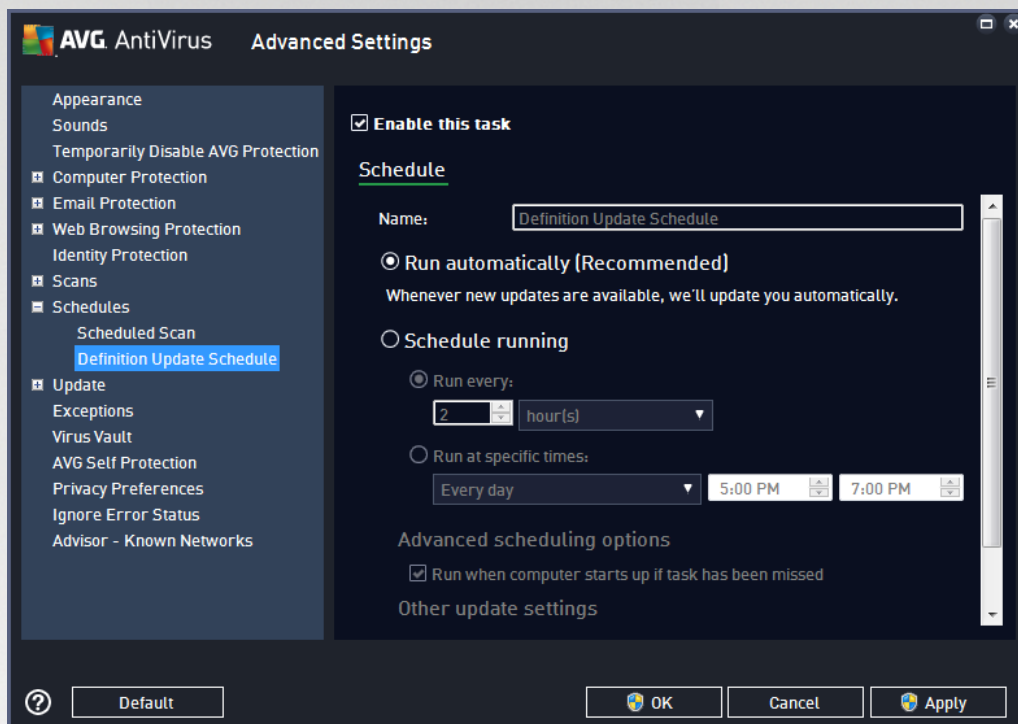 AVG. AntiVirus Advanced Settings
Appearance
Sounds
Temporarily Disable AVG Protection
Computer Protection
Email Protection
Web Browsing Protection
Identity Protection
Scans
Schedules
Scheduled Scan
Definition Update Schedule
Update
Exceptions
Virus Vault
AVG Self Protection
Privacy Preferences
Ignore Error Status
Advisor - Known Networks
Enable this task
Schedule
Name: Definition Update Schedule
Run automatically (Recommended)
Whenever new updates are available, we'll update you automatically.
Schedule running
Run every:
2 hour(s)
Run at specific times:
Every day 5:00 PM 7:00 PM
Advanced scheduling options
Run when computer starts up if task has been missed
Other update settings
? Default OK Cancel Apply